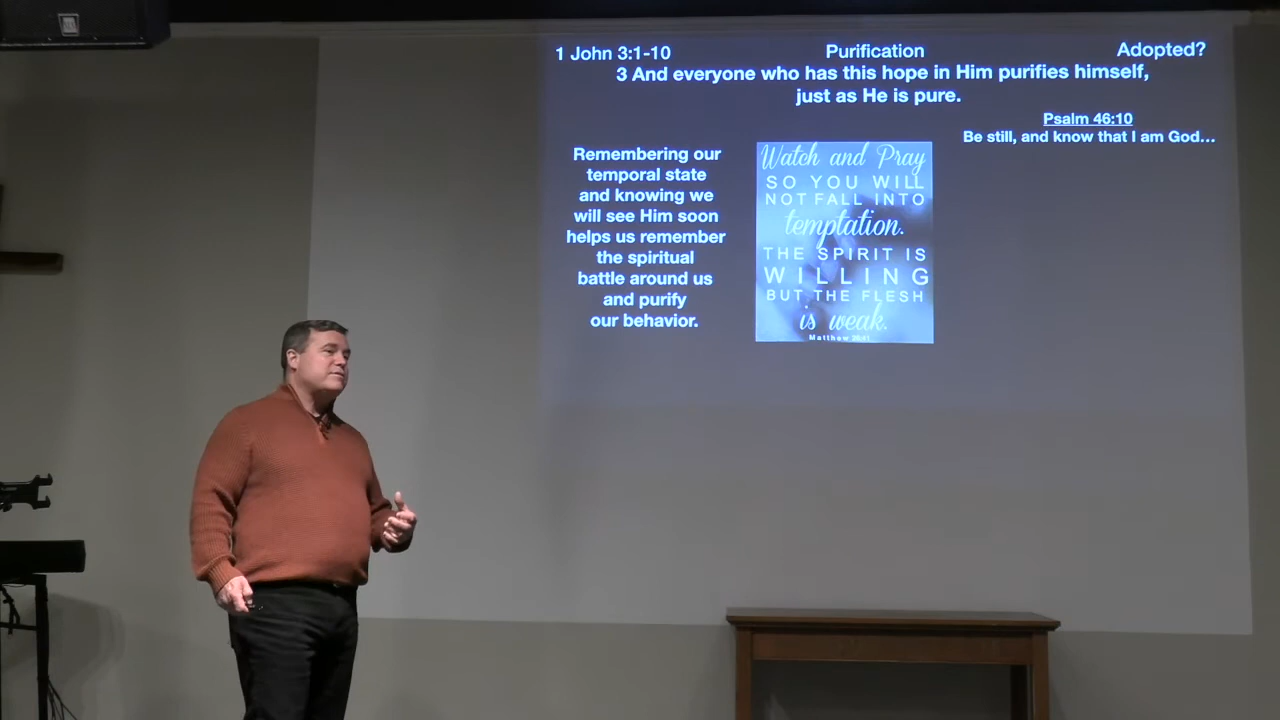 1 John 3:1-10 Purification Adopted?
3 And everyone who has this hope in Him purifies himself,
just as He is pure.
Psalm 46:10
Be still, and know that I am God...
Remembering our
temporal state
and knowing we
will see Him soon
helps us remember
the spiritual
battle around us
and purify
our behavior.
Watch and Pray
SO YOU WILL
NOT FALL INTO
temptation.
THE SPIRIT IS
WILLING
BUT THE FLESH
is weak.
Matthew